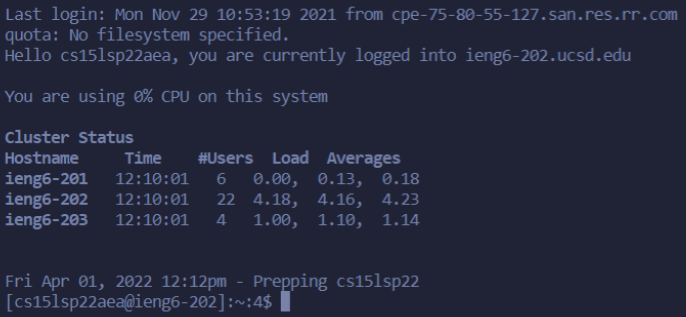 Last login: Mon Nov 29 10:53:19 2021 from cpe-75-80-55-127.san.res.rr.com
quota: No filesystem specified.
Hello cs15lsp22aea, you are currently logged into ieng6-202.ucsd.edu
You are using 0% CPU on this system
Cluster Status
Hostname Time #Users Load Averages
ieng6-201 12:10:01 6 0.00, 0.13, 0.18
ieng6-202 12:10:01 22 4.18, 4.16, 4.23
ieng6-203 12:10:01 4 1.00, 1.10, 1.14
Fri Apr 01, 2022 12:12pm - Prepping cs15lsp22
[cs15lsp22aea@ieng6-202]:~:4$